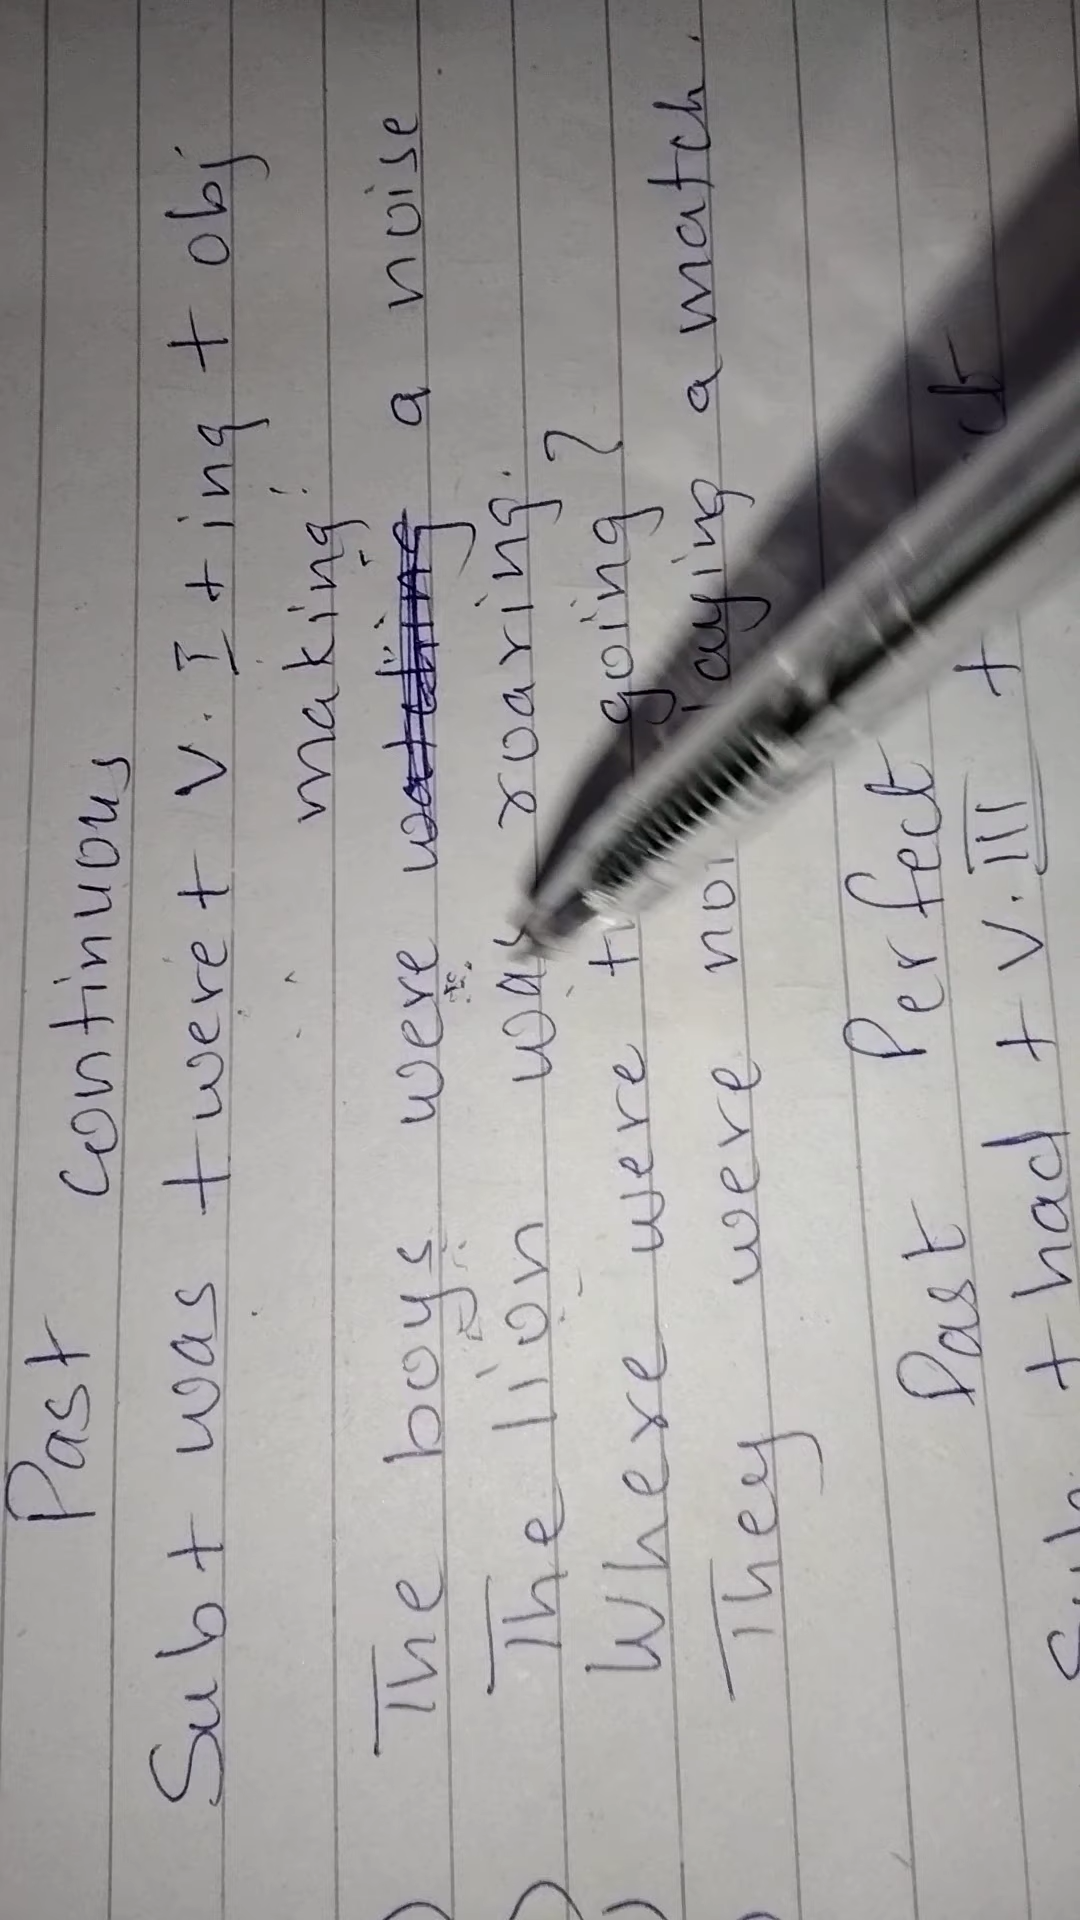 Past continuous
Sub + was + were + V. I + ing + obj
making
The boys were a noise
The lion was roaring.
Where were going ?
They were a match.
Past Perfect
+ had + V. III +